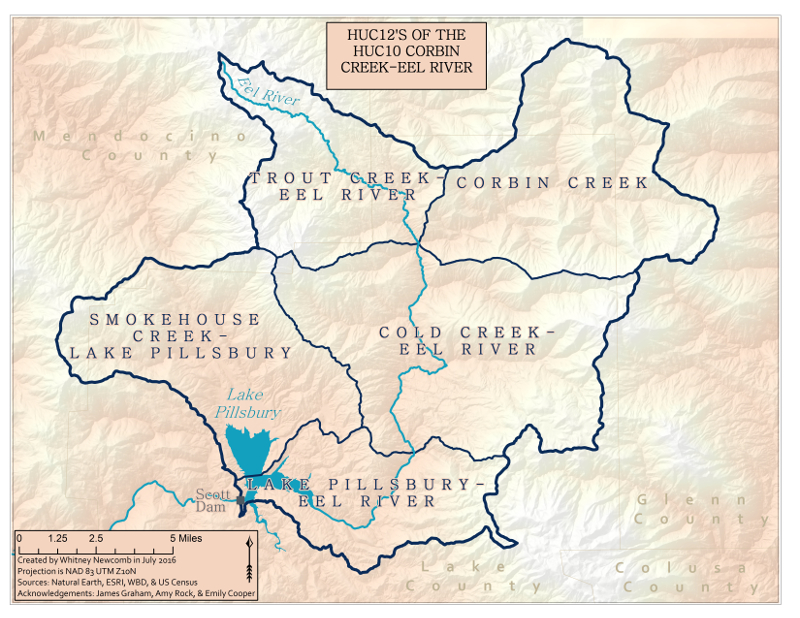 HUC12'S OF THE
HUC10 CORBIN
CREEK-EEL RIVER
Eel River
Mendocino
County
TROUT CREEK-
EEL RIVER
CORBIN CREEK
SMOKEHOUSE
CREEK-
LAKE PILLSBURY
COLD CREEK-
EEL RIVER
Lake
Pillsbury
LAKE PILLSBURY-
EEL RIVER
Scott
Dam
Glenn
County
Lake
County
Colusa
County
0 1.25 2.5 5 Miles
Created by Whitney Newcomb in July 2016
Projection is NAD 83 UTM Z10N
Sources: Natural Earth, ESRI, WBD, & US Census
Acknowledgements: James Graham, Amy Rock, & Emily Cooper